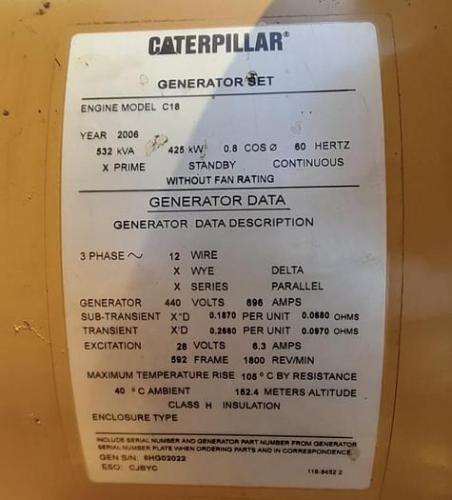 CATERPILLAR®
GENERATOR SET
ENGINE MODEL C18
YEAR 2006
532 kVA 425 kW 0.8 COS Ø 60 HERTZ
X PRIME STANDBY CONTINUOUS
WITHOUT FAN RATING
GENERATOR DATA
GENERATOR DATA DESCRIPTION
3 PHASE ~ 12 WIRE
X WYE DELTA
X SERIES PARALLEL
GENERATOR 440 VOLTS 696 AMPS
SUB-TRANSIENT X"D 0.1870 PER UNIT 0.0680 OHMS
TRANSIENT X'D 0.2660 PER UNIT 0.0970 OHMS
EXCITATION 28 VOLTS 6.3 AMPS
592 FRAME 1800 REV/MIN
MAXIMUM TEMPERATURE RISE 105 °C BY RESISTANCE
40 °C AMBIENT 152.4 METERS ALTITUDE
CLASS H INSULATION
ENCLOSURE TYPE
INCLUDE SERIAL NUMBER AND GENERATOR PART NUMBER FROM GENERATOR
SERIAL NUMBER PLATE WHEN ORDERING PARTS AND IN CORRESPONDENCE.
GEN S/N: 6HG02022
ESO: CJBYC 116-8452 2